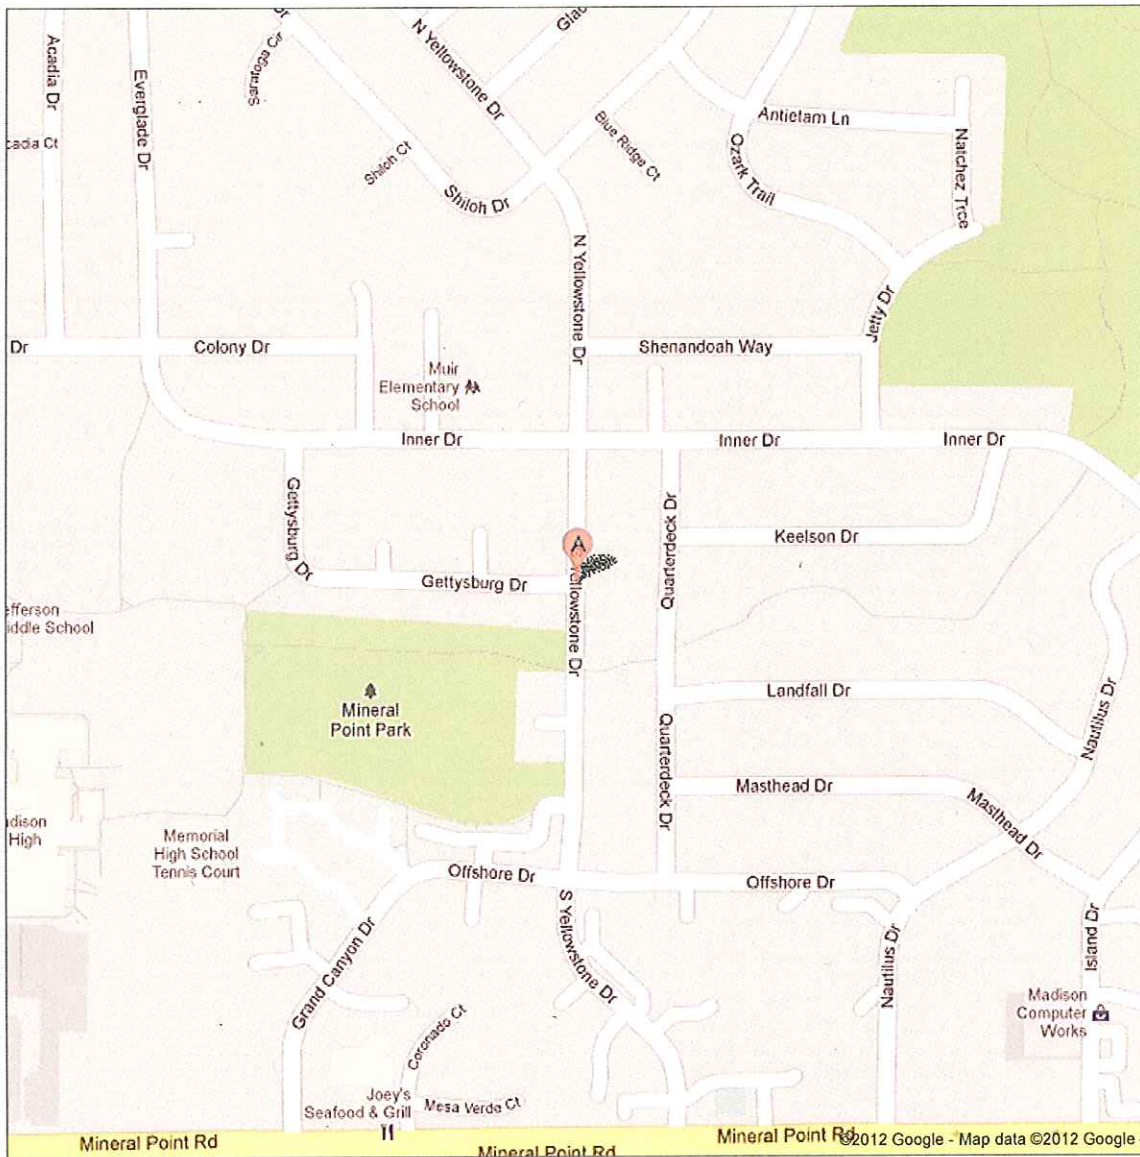 Acadia Dr
Everglade Dr
Saratoga Cir
Dr
N Yellowstone Dr
Glac
cadia Ct
Shiloh Ct
Shiloh Dr
Blue Ridge Ct
Antietam Ln
Ozark Trail
Natchez Trce
N Yellowstone Dr
Jetty Dr
Dr
Colony Dr
Shenandoah Way
Muir
Elementary
School
Inner Dr
Inner Dr
Inner Dr
Gettysburg Dr
Quarterdeck Dr
Keelson Dr
A
Gettysburg Dr
Yellowstone Dr
efferson
iddle School
Mineral
Point Park
Landfall Dr
Nautilus Dr
Quarterdeck Dr
Masthead Dr
Masthead Dr
adison
High
Memorial
High School
Tennis Court
Offshore Dr
Offshore Dr
S Yellowstone Dr
Grand Canyon Dr
Nautilus Dr
Island Dr
Coronado Ct
Madison
Computer
Works
Joey's
Seafood & Grill
Mesa Verde Ct
Mineral Point Rd
Mineral Point Rd
Mineral Point Rd
©2012 Google - Map data ©2012 Google -